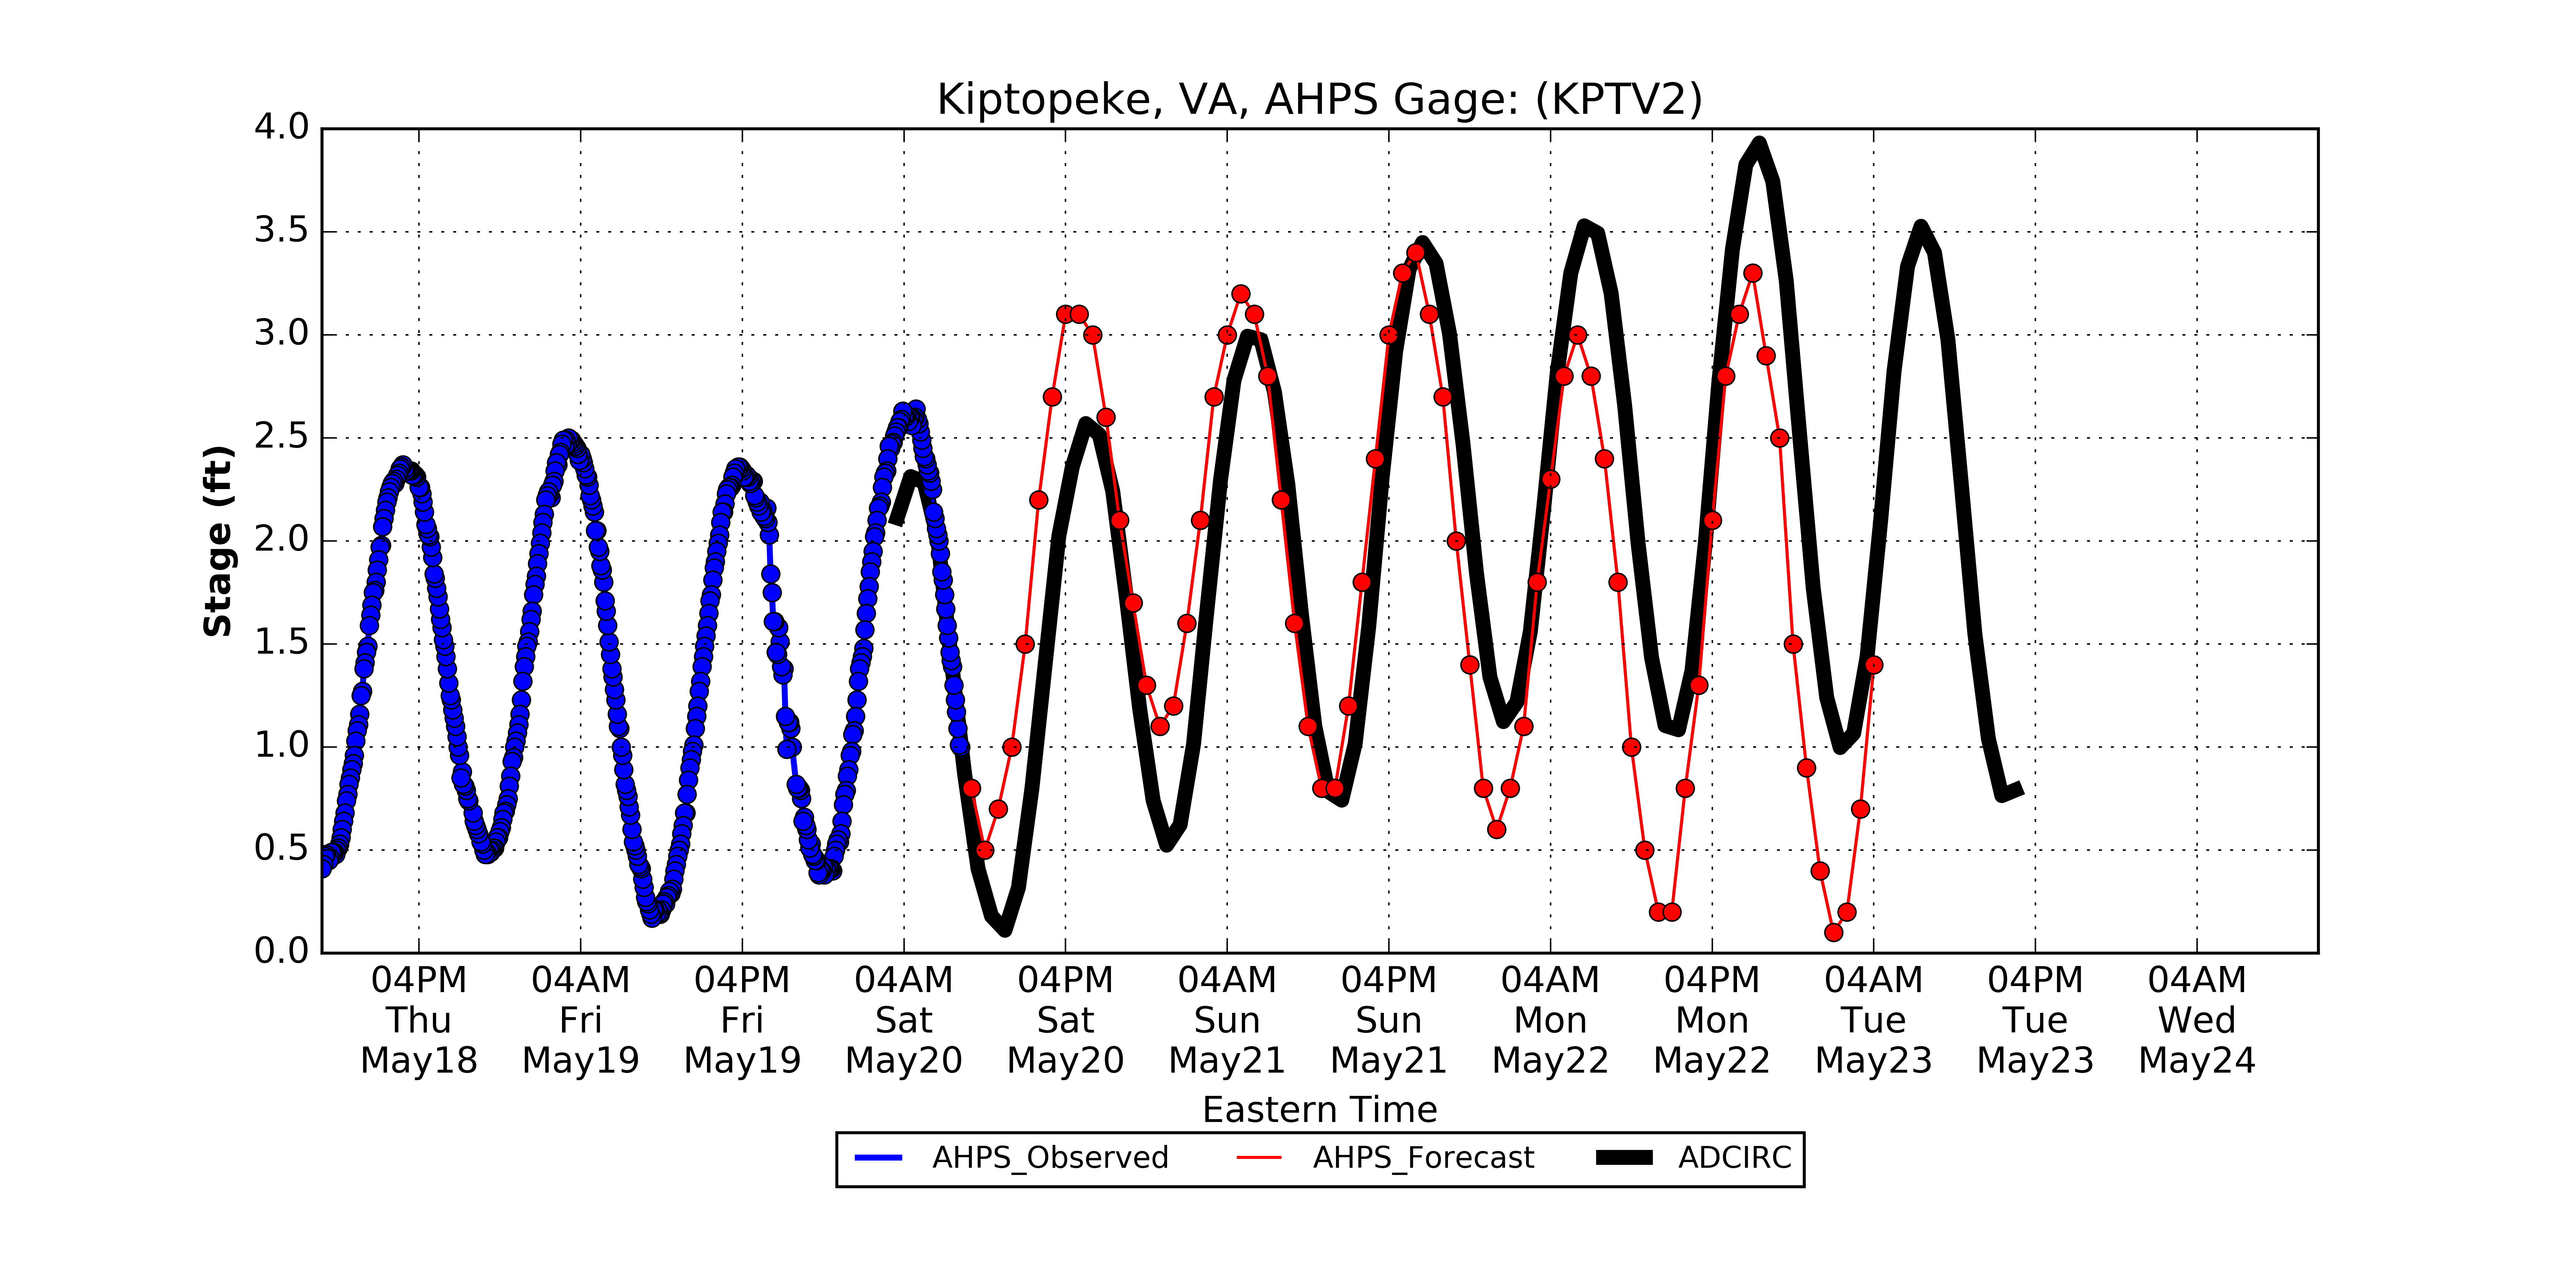 Kiptopeke, VA, AHPS Gage: (KPTV2)
4.0
3.5
3.0
2.5
2.0
1.5
1.0
0.5
0.0
Stage (ft)
04PM 04AM 04PM 04AM 04PM 04AM 04PM 04AM 04PM 04AM 04PM 04AM
Thu Fri Fri Sat Sat Sun Sun Mon Mon Tue Tue Wed
May18 May19 May19 May20 May20 May21 May21 May22 May22 May23 May23 May24
Eastern Time
AHPS_Observed AHPS_Forecast ADCIRC